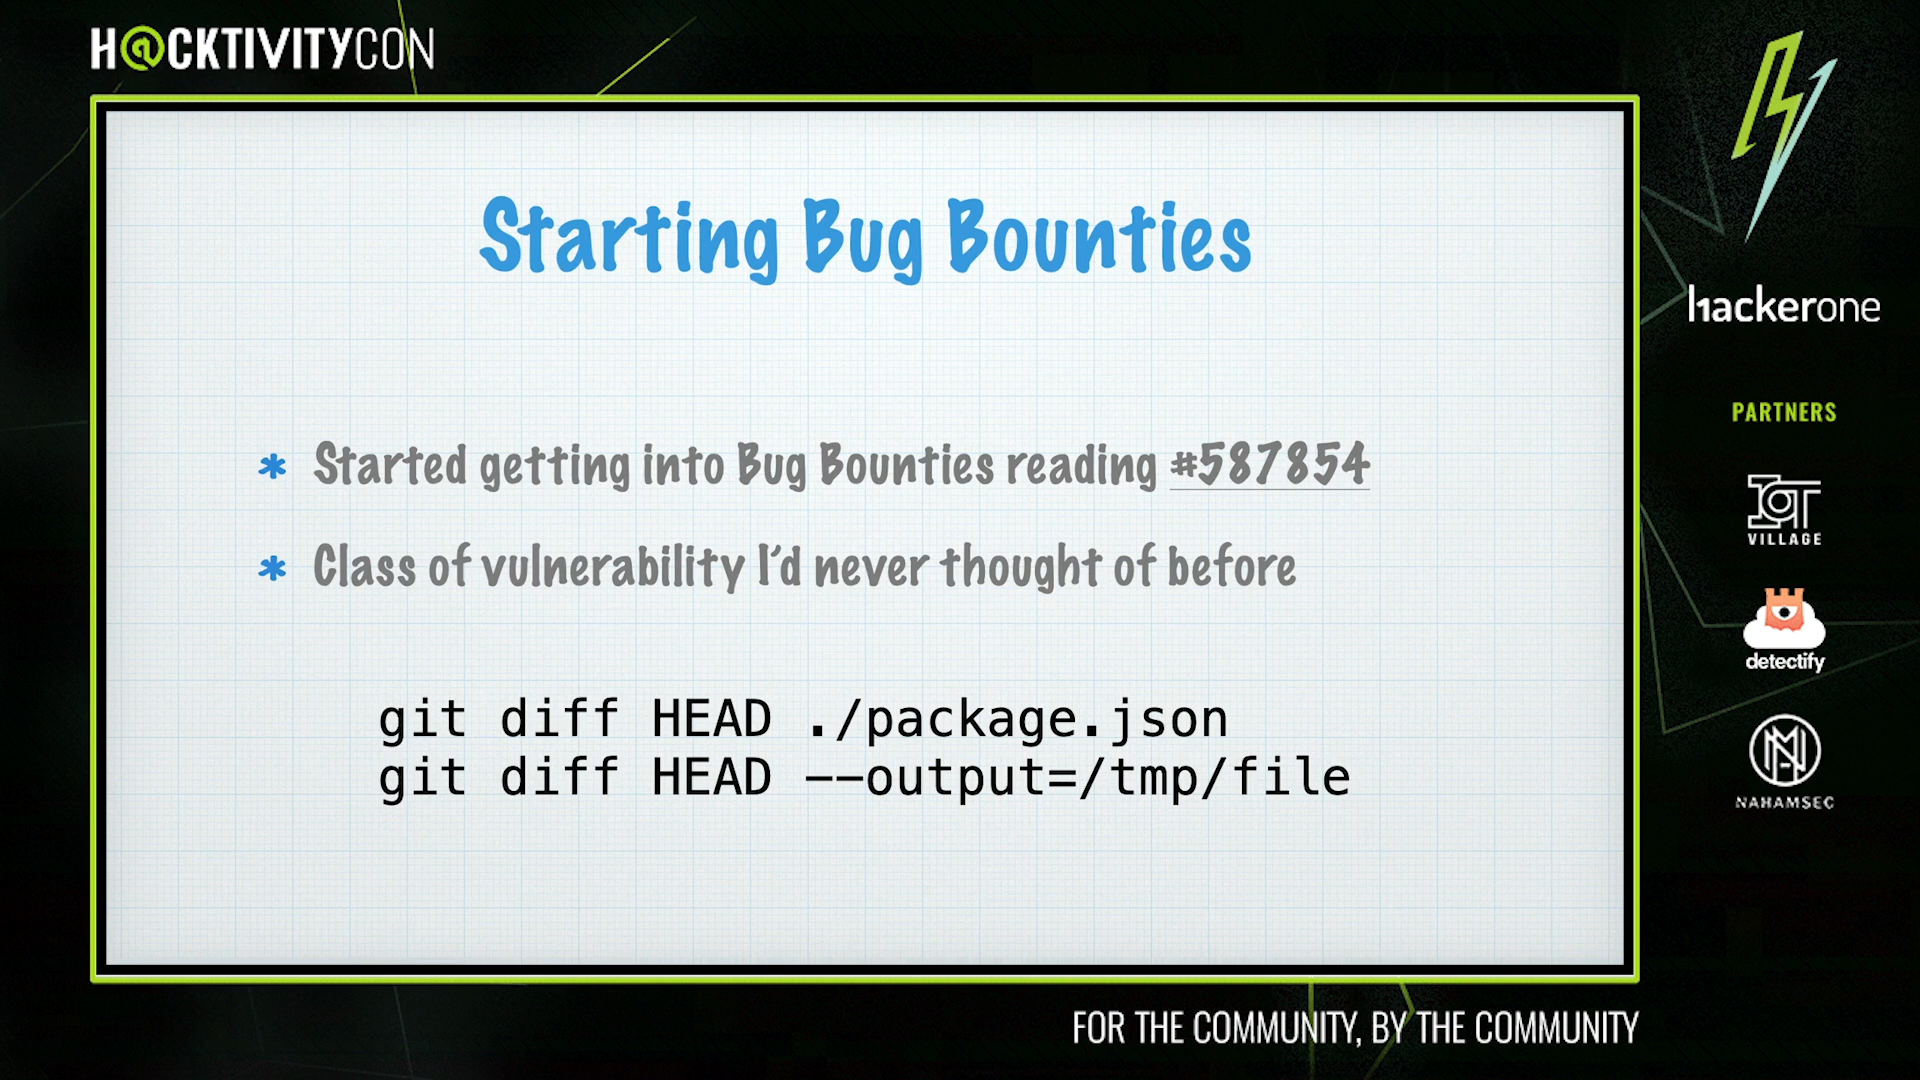 H@CKTIVITYCON
Starting Bug Bounties
* Started getting into Bug Bounties reading #587854
* Class of vulnerability I'd never thought of before
git diff HEAD ./package.json
git diff HEAD --output=/tmp/file
hackerone
PARTNERS
IOT
VILLAGE
detectify
NAHAMSEC
FOR THE COMMUNITY, BY THE COMMUNITY